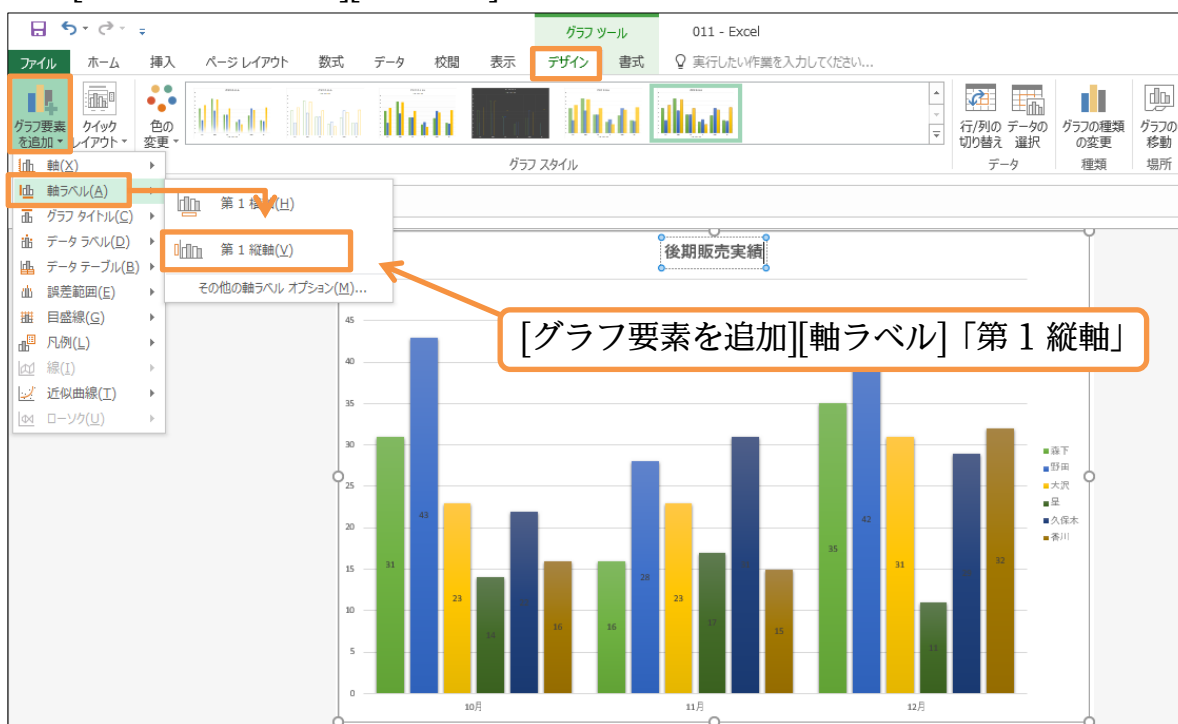 グラフ ツール
011 - Excel
ファイル ホーム 挿入 ページ レイアウト 数式 データ 校閲 表示 デザイン 書式 実行したい作業を入力してください...
グラフ要素
を追加
クイック
レイアウト
色の
変更
グラフ スタイル
行/列の
切り替え
データの
選択
データ
グラフの種類
の変更
種類
グラフの
移動
場所
軸(X)
軸ラベル(A)
グラフ タイトル(C)
データ ラベル(D)
データ テーブル(B)
誤差範囲(E)
目盛線(G)
凡例(L)
線(I)
近似曲線(T)
ローソク(U)
第 1 横軸(H)
第 1 縦軸(V)
その他の軸ラベル オプション(M)...
[グラフ要素を追加][軸ラベル]「第 1 縦軸」
後期販売実績
45
40
35
30
25
20
15
10
5
0
31 43 23 14 16
16 28 23 17 15
35 42 31 11 32
10月 11月 12月
森下
野田
大沢
星
久保木
香川